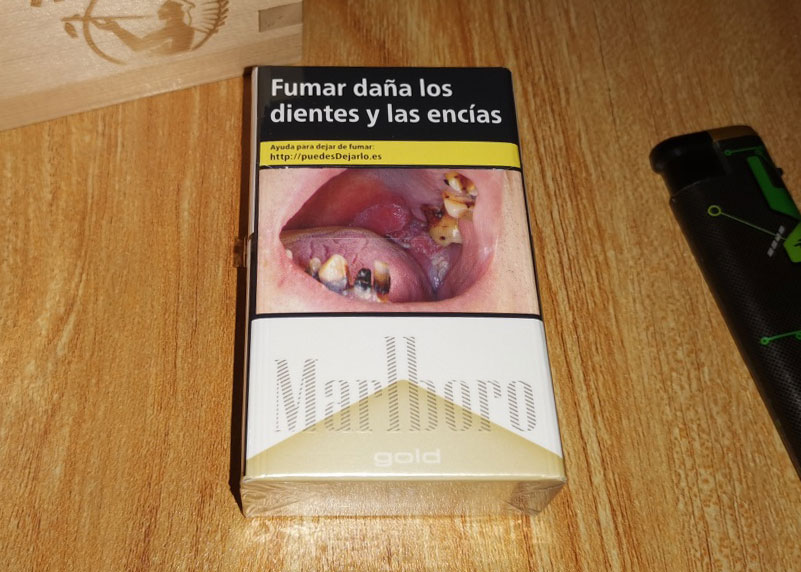 Fumar daña los
dientes y las encías
Ayuda para dejar de fumar:
http://puedesDejarlo.es
Marlboro
gold